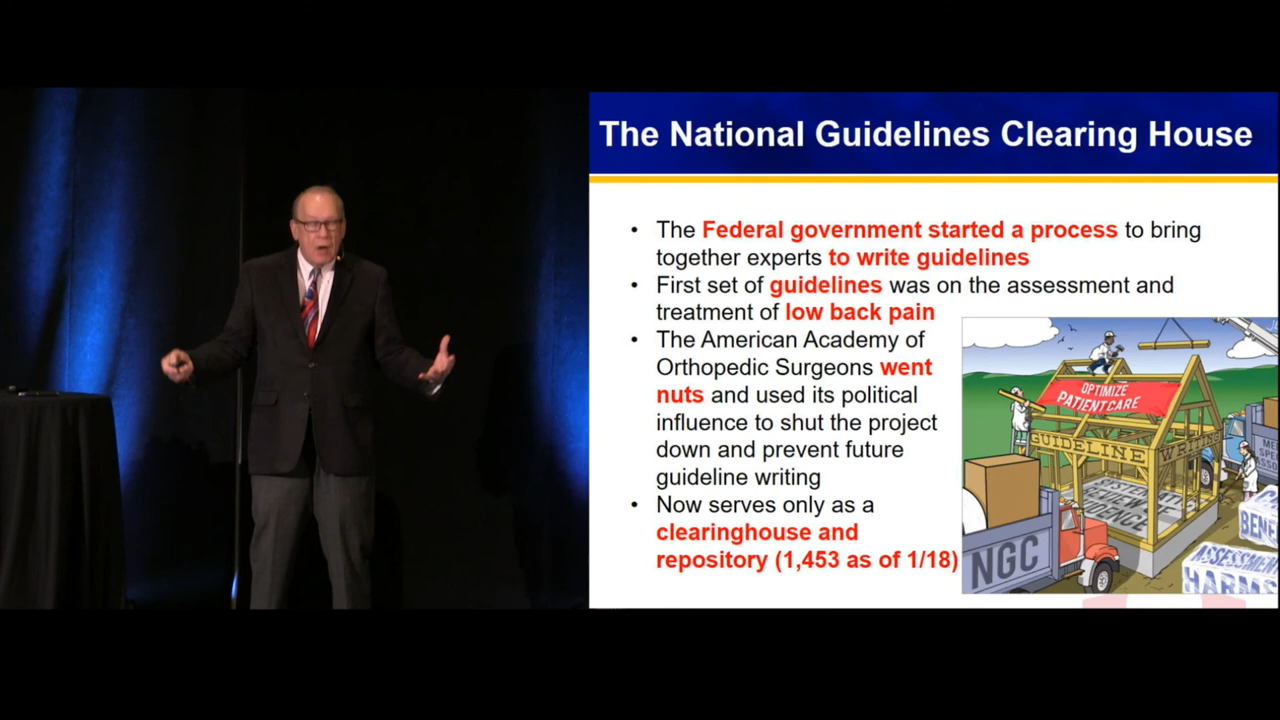 The National Guidelines Clearing House
• The Federal government started a process to bring
together experts to write guidelines
• First set of guidelines was on the assessment and
treatment of low back pain
• The American Academy of
Orthopedic Surgeons went
nuts and used its political
influence to shut the project
down and prevent future
guideline writing
• Now serves only as a
clearinghouse and
repository (1,453 as of 1/18)
OPTIMIZE
PATIENT CARE
GUIDELINE WRITING
NGC
ASSESSMENT
HARMS